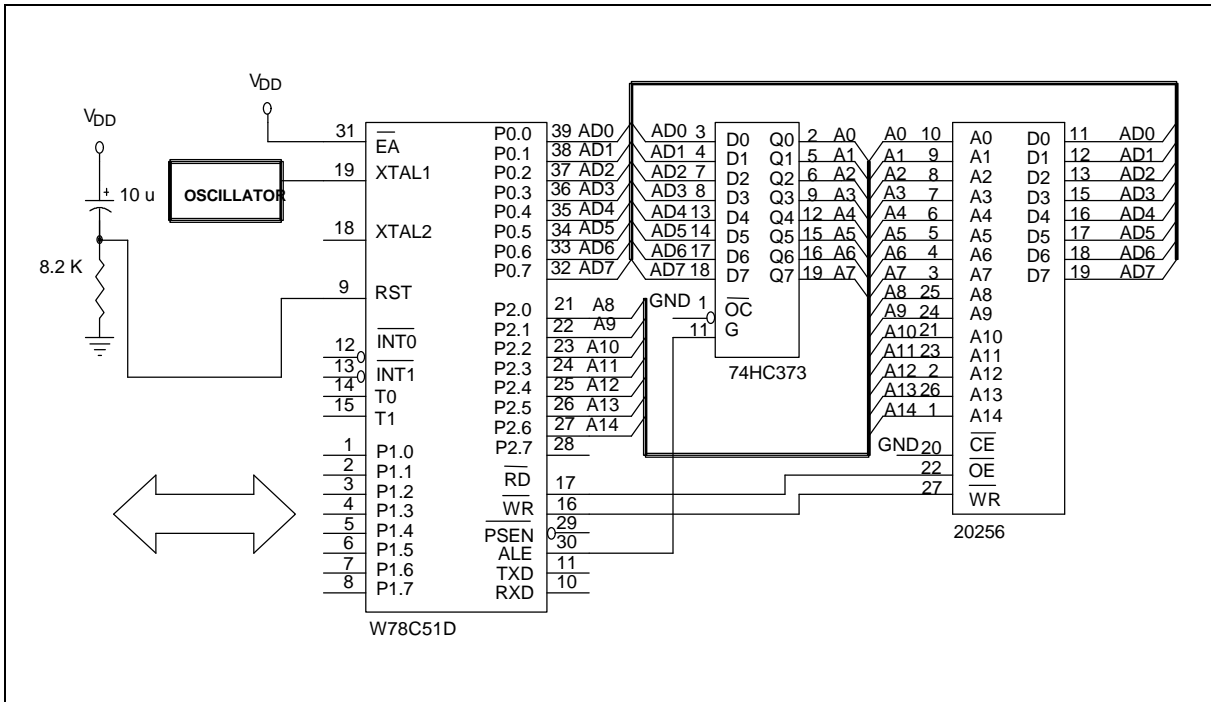 VDD
VDD
10 u
8.2 K
OSCILLATOR
31 EA
19 XTAL1
18 XTAL2
9 RST
12 INT0
13 INT1
14 T0
15 T1
1 P1.0
2 P1.1
3 P1.2
4 P1.3
5 P1.4
6 P1.5
7 P1.6
8 P1.7
P0.0 39 AD0
P0.1 38 AD1
P0.2 37 AD2
P0.3 36 AD3
P0.4 35 AD4
P0.5 34 AD5
P0.6 33 AD6
P0.7 32 AD7
P2.0 21 A8
P2.1 22 A9
P2.2 23 A10
P2.3 24 A11
P2.4 25 A12
P2.5 26 A13
P2.6 27 A14
P2.7 28
RD 17
WR 16
PSEN 29
ALE 30
TXD 11
RXD 10
W78C51D
AD0 3 D0 Q0 2 A0
AD1 4 D1 Q1 5 A1
AD2 7 D2 Q2 6 A2
AD3 8 D3 Q3 9 A3
AD4 13 D4 Q4 12 A4
AD5 14 D5 Q5 15 A5
AD6 17 D6 Q6 16 A6
AD7 18 D7 Q7 19 A7
GND 1 OC
11 G
74HC373
A0 10 A0 D0 11 AD0
A1 9 A1 D1 12 AD1
A2 8 A2 D2 13 AD2
A3 7 A3 D3 15 AD3
A4 6 A4 D4 16 AD4
A5 5 A5 D5 17 AD5
A6 4 A6 D6 18 AD6
A7 3 A7 D7 19 AD7
A8 25 A8
A9 24 A9
A10 21 A10
A11 23 A11
A12 2 A12
A13 26 A13
A14 1 A14
GND 20 CE
22 OE
27 WR
20256